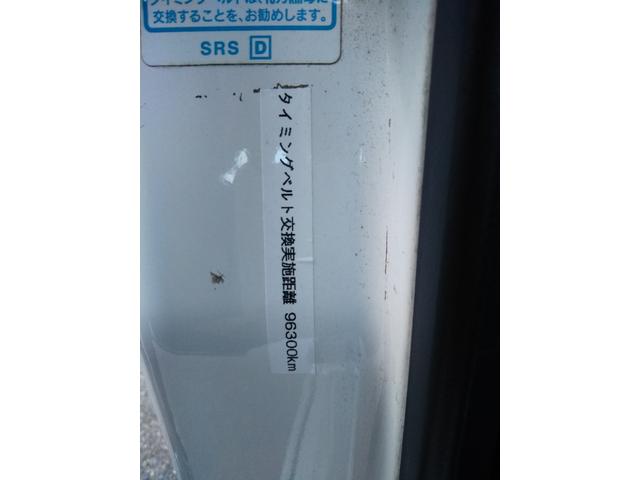 交換することを、お勧めします。
SRS D
タイミングベルト交換実施距離 96300km